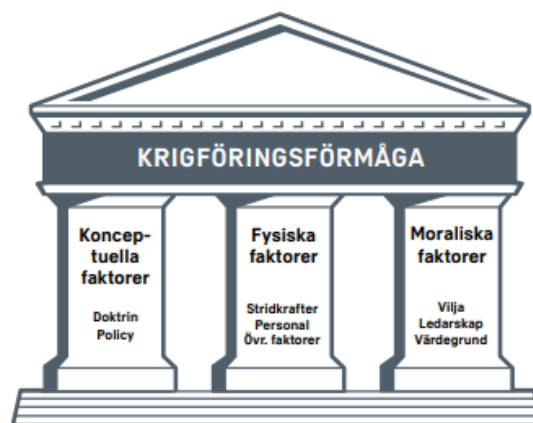 KRIGFÖRINGSFÖRMÅGA
Koncep-
tuella
faktorer
Doktrin
Policy
Fysiska
faktorer
Stridkrafter
Personal
Övr. faktorer
Moraliska
faktorer
Vilja
Ledarskap
Värdegrund